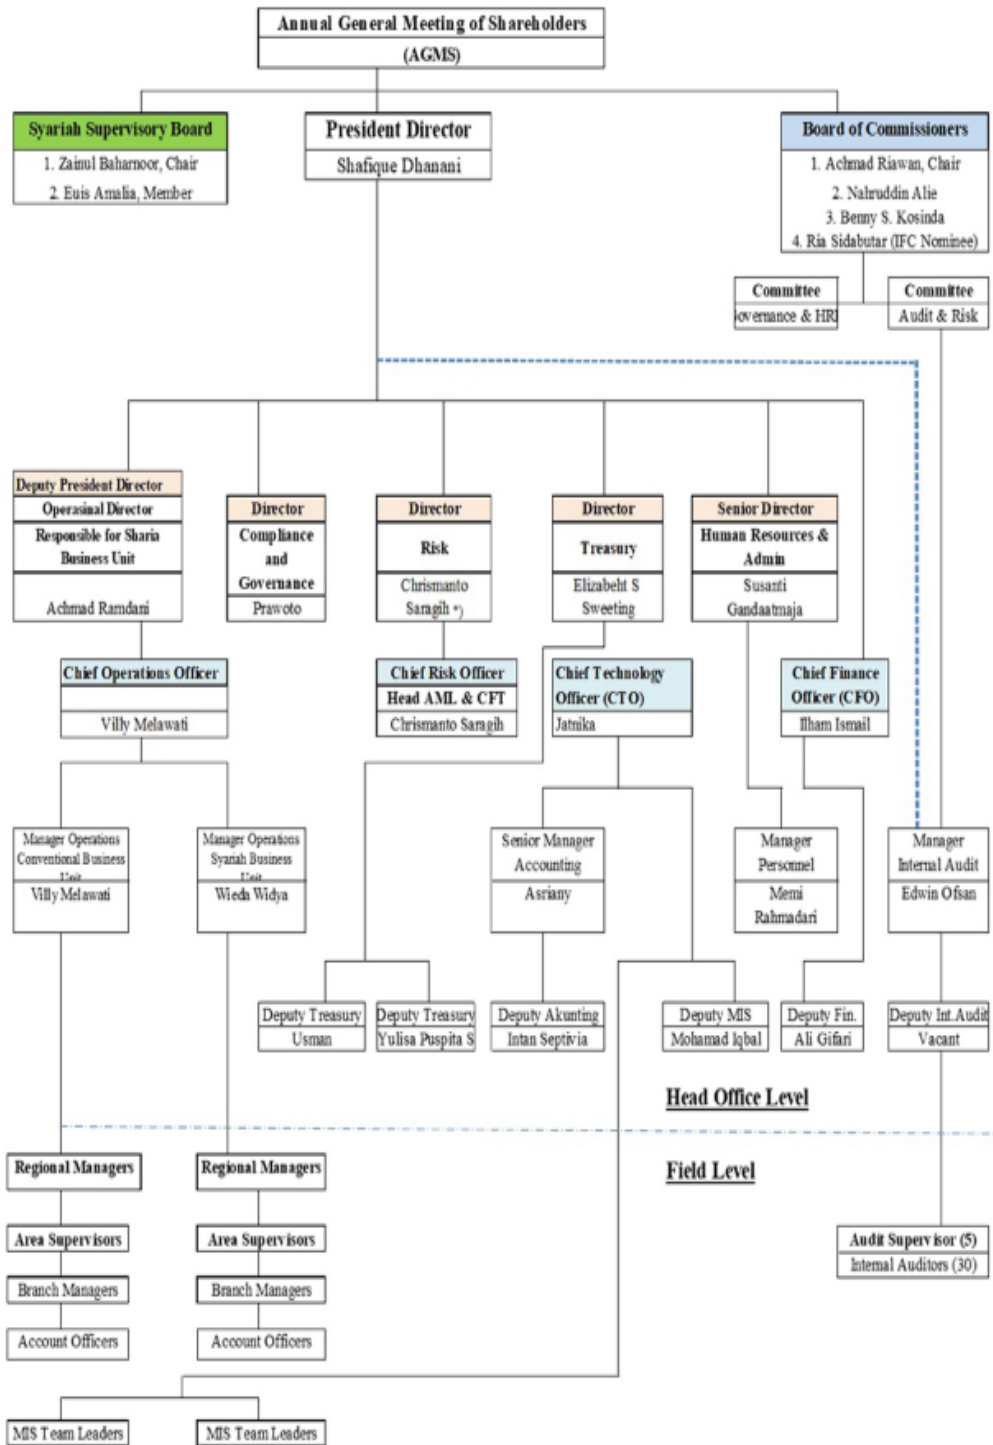 Annual General Meeting of Shareholders
(AGMS)
Syariah Supervisory Board
1. Zainul Baharnoor, Chair
2. Euis Amalia, Member
President Director
Shafique Dhanani
Board of Commissioners
1. Achmad Riawan, Chair
2. Nahruddin Alie
3. Benny S. Kosinda
4. Ria Sidabutar (IFC Nominee)
Committee
overnance & HR
Committee
Audit & Risk
Deputy President Director
Operasinal Director
Responsible for Sharia
Business Unit
Achmad Ramdani
Director
Compliance
and
Governance
Prawoto
Director
Risk
Chrismanto
Saragih *)
Director
Treasury
Elizabeht S
Sweeting
Senior Director
Human Resources &
Admin
Susanti
Gandaatmaja
Chief Operations Officer
Villy Melawati
Chief Risk Officer
Head AML & CFT
Chrismanto Saragih
Chief Technology
Officer (CTO)
Jatnika
Chief Finance
Officer (CFO)
Ilham Ismail
Manager Operations
Conventional Business
Unit
Villy Melawati
Manager Operations
Syariah Business
Unit
Wieda Widya
Senior Manager
Accounting
Asriany
Manager
Personnel
Memi
Rahmadari
Manager
Internal Audit
Edwin Ofsan
Deputy Treasury
Usman
Deputy Treasury
Yulisa Puspita S
Deputy Akunting
Intan Septivia
Deputy MIS
Mohamad Iqbal
Deputy Fin.
Ali Gifari
Deputy Int.Audit
Vacant
Head Office Level
Field Level
Regional Managers
Regional Managers
Area Supervisors
Area Supervisors
Branch Managers
Branch Managers
Account Officers
Account Officers
Audit Supervisor (5)
Internal Auditors (30)
MIS Team Leaders
MIS Team Leaders